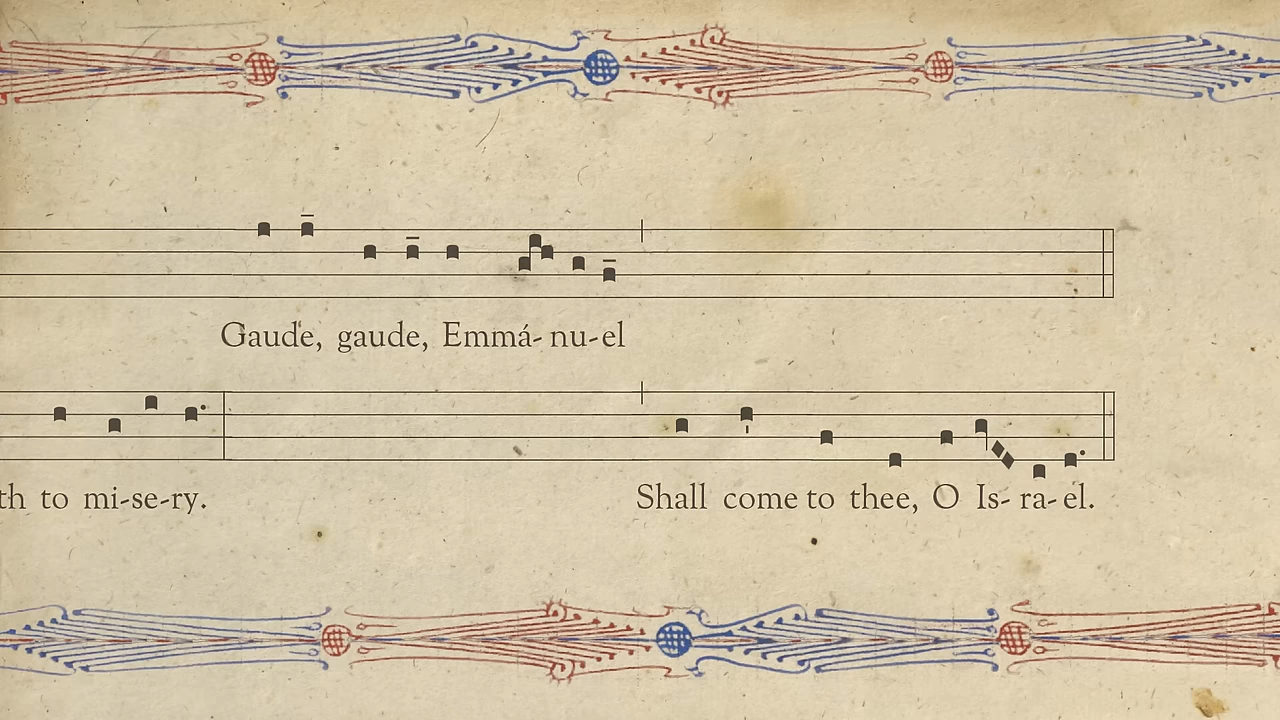 Gaude, gaude, Emmá-nu-el
th to mi-se-ry. Shall come to thee, O Is-ra-el.